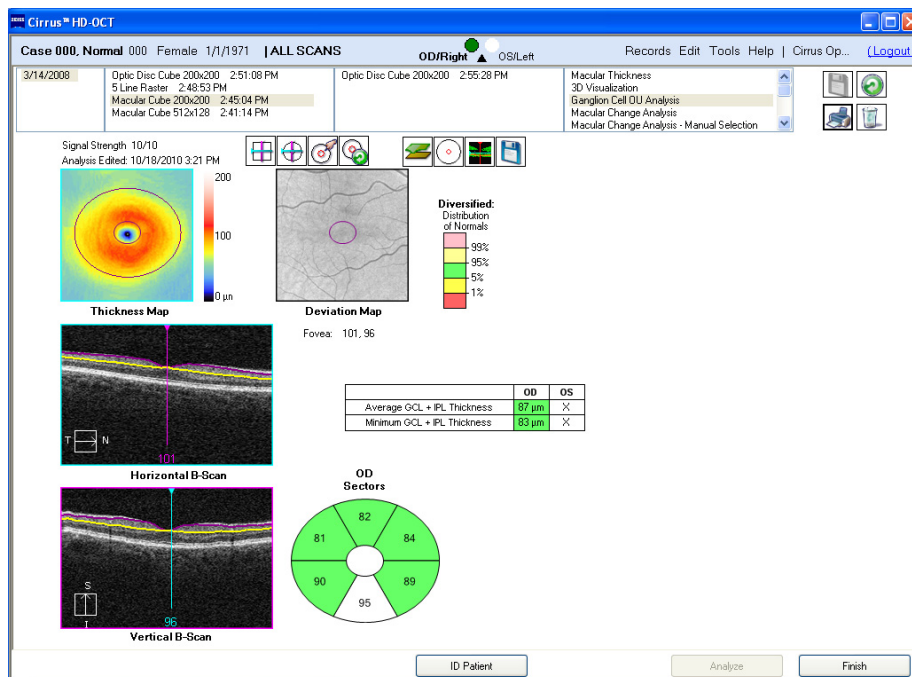 Cirrus™ HD-OCT
Case 000, Normal 000 Female 1/1/1971 | ALL SCANS OD/Right OS/Left Records Edit Tools Help | Cirrus Op... (Logout
3/14/2008
Optic Disc Cube 200x200 2:51:08 PM
5 Line Raster 2:48:53 PM
Macular Cube 200x200 2:45:04 PM
Macular Cube 512x128 2:41:14 PM
Optic Disc Cube 200x200 2:55:28 PM
Macular Thickness
3D Visualization
Ganglion Cell OU Analysis
Macular Change Analysis
Macular Change Analysis - Manual Selection
Signal Strength 10/10
Analysis Edited: 10/18/2010 3:21 PM
200
100
0 µm
Thickness Map
Deviation Map
Diversified:
Distribution
of Normals
99%
95%
5%
1%
Fovea: 101, 96
T N
101
Horizontal B-Scan
OD OS
Average GCL + IPL Thickness 87 µm X
Minimum GCL + IPL Thickness 83 µm X
S
I
96
Vertical B-Scan
OD
Sectors
82
81 84
90 89
95
ID Patient Analyze Finish